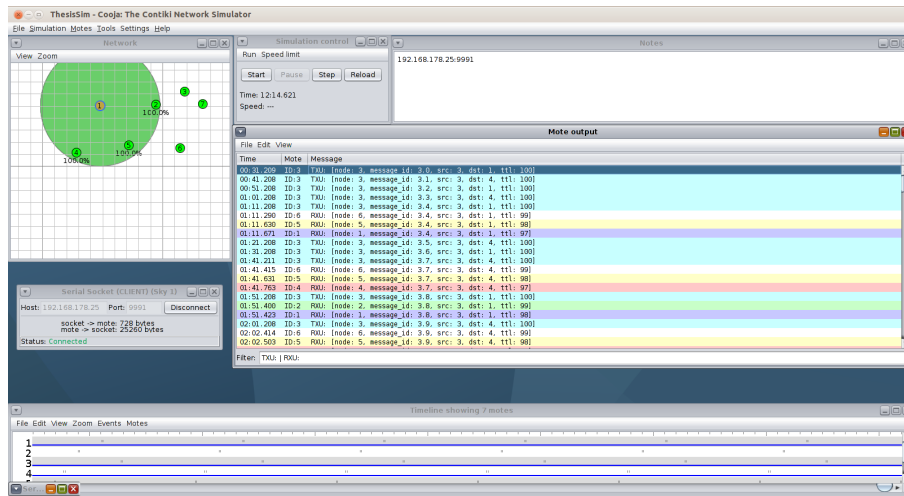 ThesisSim - Cooja: The Contiki Network Simulator
File Simulation Motes Tools Settings Help
Network
View Zoom
1
2
3
7
5
4
6
100.0%
100.0%
100.0%
Simulation control
Run Speed limit
Start Pause Step Reload
Time: 12:14.621
Speed: ---
Notes
192.168.178.25:9991
Mote output
File Edit View
Time Mote Message
00:31.209 ID:3 TXU: [node: 3, message_id: 3.0, src: 3, dst: 1, ttl: 100]
00:41.208 ID:3 TXU: [node: 3, message_id: 3.1, src: 3, dst: 4, ttl: 100]
00:51.208 ID:3 TXU: [node: 3, message_id: 3.2, src: 3, dst: 1, ttl: 100]
01:01.208 ID:3 TXU: [node: 3, message_id: 3.3, src: 3, dst: 4, ttl: 100]
01:11.208 ID:3 TXU: [node: 3, message_id: 3.4, src: 3, dst: 1, ttl: 100]
01:11.290 ID:6 RXU: [node: 6, message_id: 3.4, src: 3, dst: 1, ttl: 99]
01:11.630 ID:5 RXU: [node: 5, message_id: 3.4, src: 3, dst: 1, ttl: 98]
01:11.671 ID:1 RXU: [node: 1, message_id: 3.4, src: 3, dst: 1, ttl: 97]
01:21.208 ID:3 TXU: [node: 3, message_id: 3.5, src: 3, dst: 4, ttl: 100]
01:31.208 ID:3 TXU: [node: 3, message_id: 3.6, src: 3, dst: 1, ttl: 100]
01:41.211 ID:3 TXU: [node: 3, message_id: 3.7, src: 3, dst: 4, ttl: 100]
01:41.415 ID:6 RXU: [node: 6, message_id: 3.7, src: 3, dst: 4, ttl: 99]
01:41.631 ID:5 RXU: [node: 5, message_id: 3.7, src: 3, dst: 4, ttl: 98]
01:41.763 ID:4 RXU: [node: 4, message_id: 3.7, src: 3, dst: 4, ttl: 97]
01:51.208 ID:3 TXU: [node: 3, message_id: 3.8, src: 3, dst: 1, ttl: 100]
01:51.400 ID:2 RXU: [node: 2, message_id: 3.8, src: 3, dst: 1, ttl: 99]
01:51.423 ID:1 RXU: [node: 1, message_id: 3.8, src: 3, dst: 1, ttl: 98]
02:01.208 ID:3 TXU: [node: 3, message_id: 3.9, src: 3, dst: 4, ttl: 100]
02:02.414 ID:6 RXU: [node: 6, message_id: 3.9, src: 3, dst: 4, ttl: 99]
02:02.503 ID:5 RXU: [node: 5, message_id: 3.9, src: 3, dst: 4, ttl: 98]
Filter: TXU: | RXU:
Serial Socket (CLIENT) (Sky 1)
Host: 192.168.178.25 Port: 9991 Disconnect
socket -> mote: 728 bytes
mote -> socket: 25260 bytes
Status: Connected
Timeline showing 7 motes
File Edit View Zoom Events Motes
1
2
3
4
Ser...